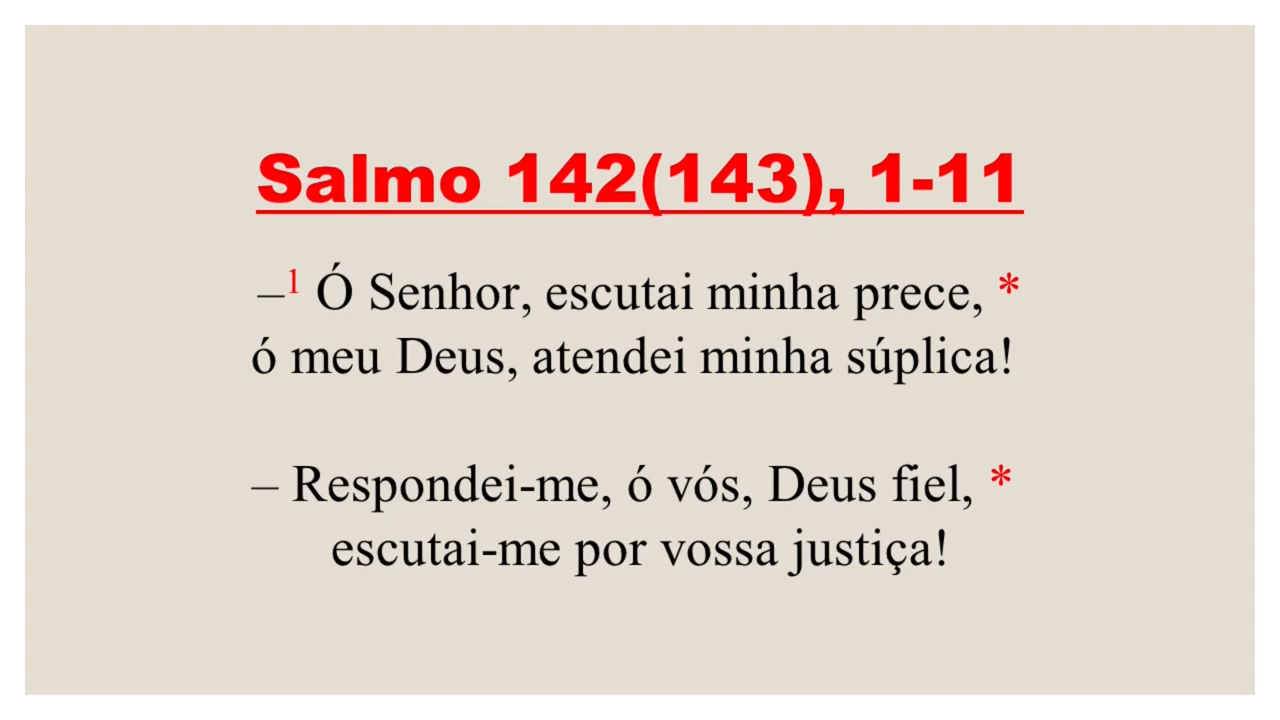 Salmo 142(143), 1-11
–1 Ó Senhor, escutai minha prece, *
ó meu Deus, atendei minha súplica!
– Respondei-me, ó vós, Deus fiel, *
escutai-me por vossa justiça!